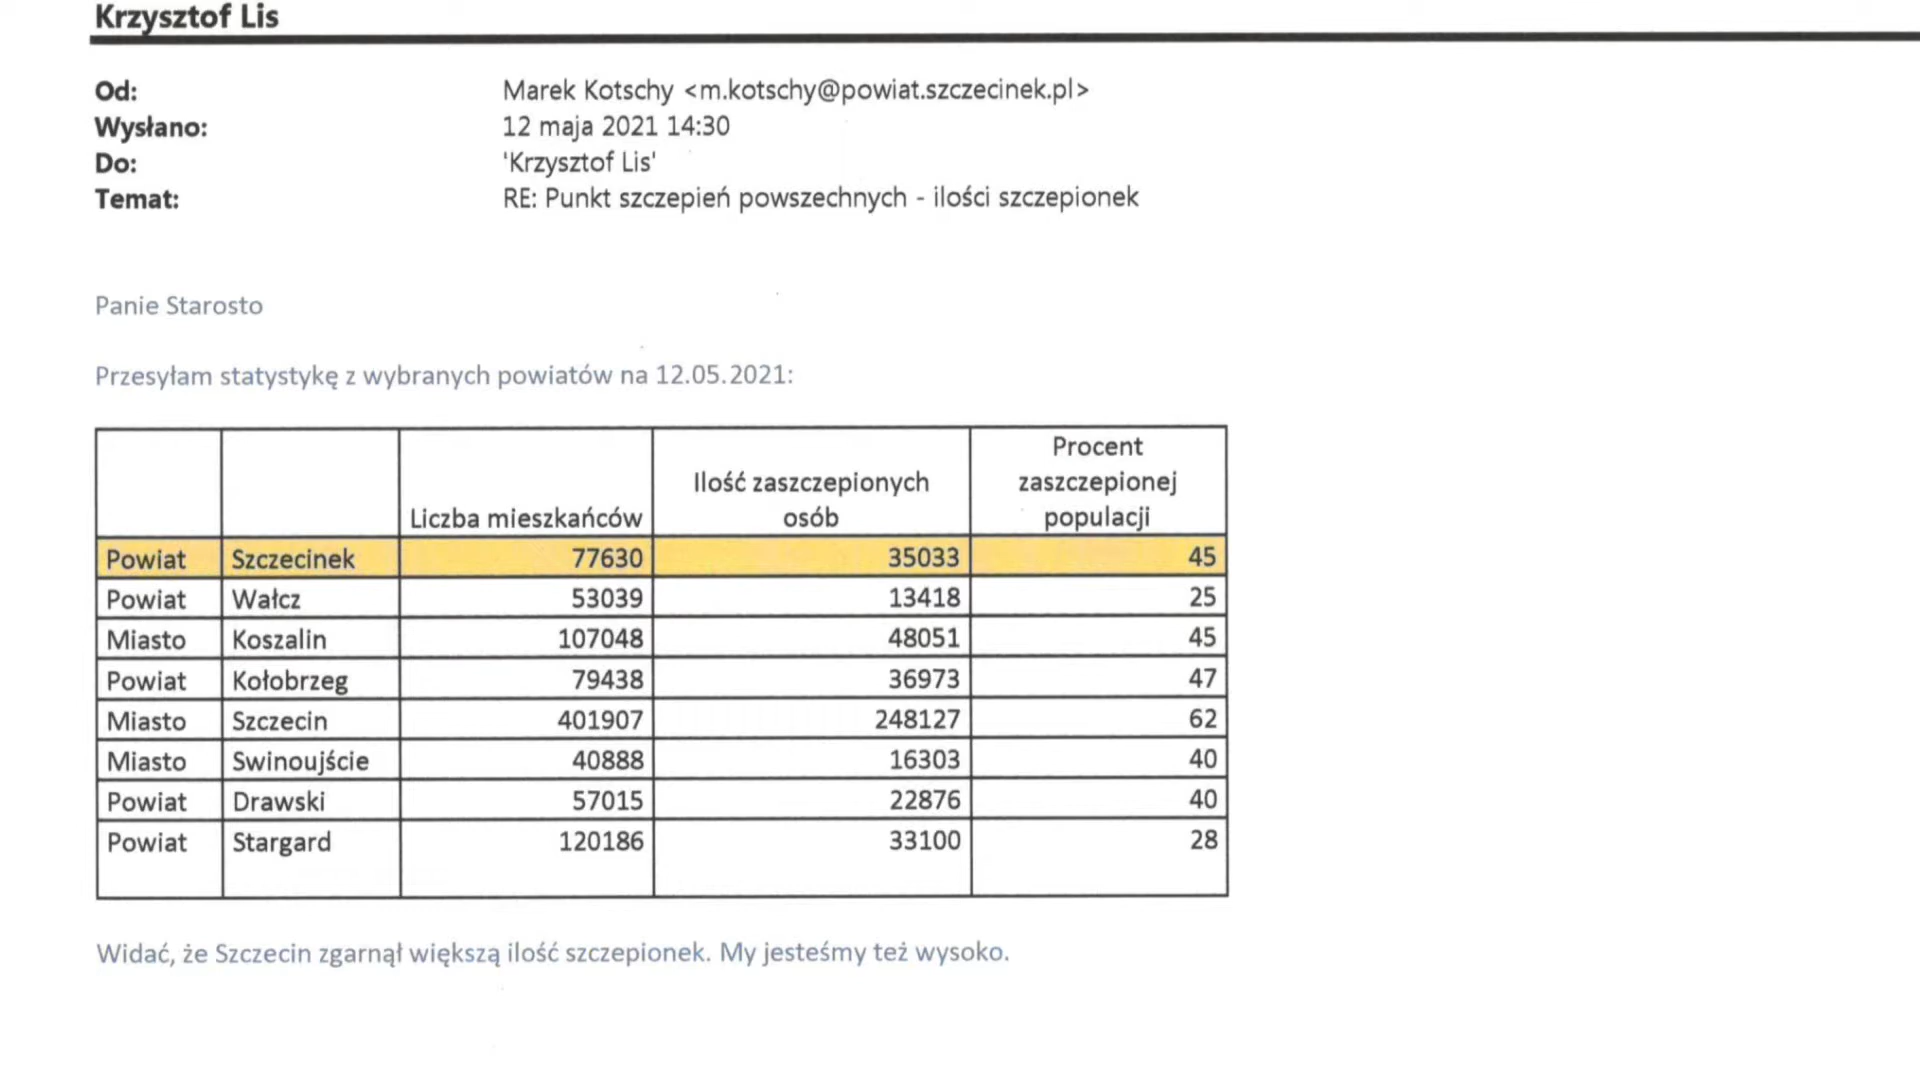 Krzysztof Lis
Od: Marek Kotschy <m.kotschy@powiat.szczecinek.pl>
Wysłano: 12 maja 2021 14:30
Do: 'Krzysztof Lis'
Temat: RE: Punkt szczepień powszechnych - ilości szczepionek
Panie Starosto
Przesyłam statystykę z wybranych powiatów na 12.05.2021:
Liczba mieszkańców
Ilość zaszczepionych
osób
Procent
zaszczepionej
populacji
Powiat Szczecinek 77630 35033 45
Powiat Wałcz 53039 13418 25
Miasto Koszalin 107048 48051 45
Powiat Kołobrzeg 79438 36973 47
Miasto Szczecin 401907 248127 62
Miasto Swinoujście 40888 16303 40
Powiat Drawski 57015 22876 40
Powiat Stargard 120186 33100 28
Widać, że Szczecin zgarnął większą ilość szczepionek. My jesteśmy też wysoko.